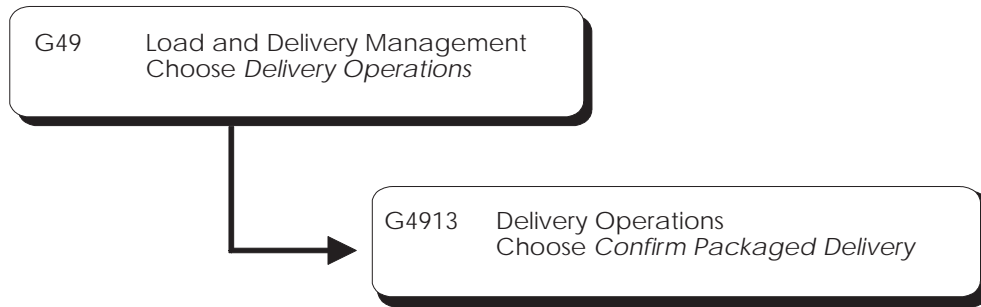 G49 Load and Delivery Management
Choose Delivery Operations
G4913 Delivery Operations
Choose Confirm Packaged Delivery